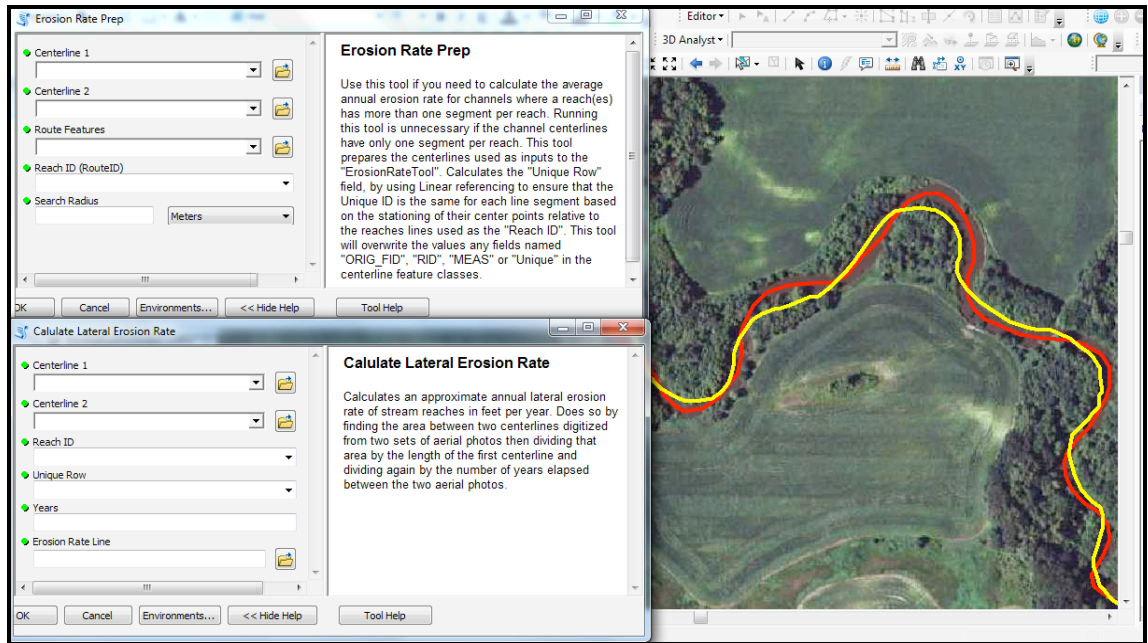 Erosion Rate Prep
Centerline 1
Centerline 2
Route Features
Reach ID (RouteID)
Search Radius
Meters
Erosion Rate Prep
Use this tool if you need to calculate the average
annual erosion rate for channels where a reach(es)
has more than one segment per reach. Running
this tool is unnecessary if the channel centerlines
have only one segment per reach. This tool
prepares the centerlines used as inputs to the
"ErosionRateTool". Calculates the "Unique Row"
field, by using Linear referencing to ensure that the
Unique ID is the same for each line segment based
on the stationing of their center points relative to
the reaches lines used as the "Reach ID". This tool
will overwrite the values any fields named
"ORIG_FID", "RID", "MEAS" or "Unique" in the
centerline feature classes.
OK Cancel Environments... << Hide Help Tool Help
Calulate Lateral Erosion Rate
Centerline 1
Centerline 2
Reach ID
Unique Row
Years
Erosion Rate Line
Calulate Lateral Erosion Rate
Calculates an approximate annual lateral erosion
rate of stream reaches in feet per year. Does so by
finding the area between two centerlines digitized
from two sets of aerial photos then dividing that
area by the length of the first centerline and
dividing again by the number of years elapsed
between the two aerial photos.
OK Cancel Environments... << Hide Help Tool Help
Editor
3D Analyst
XY